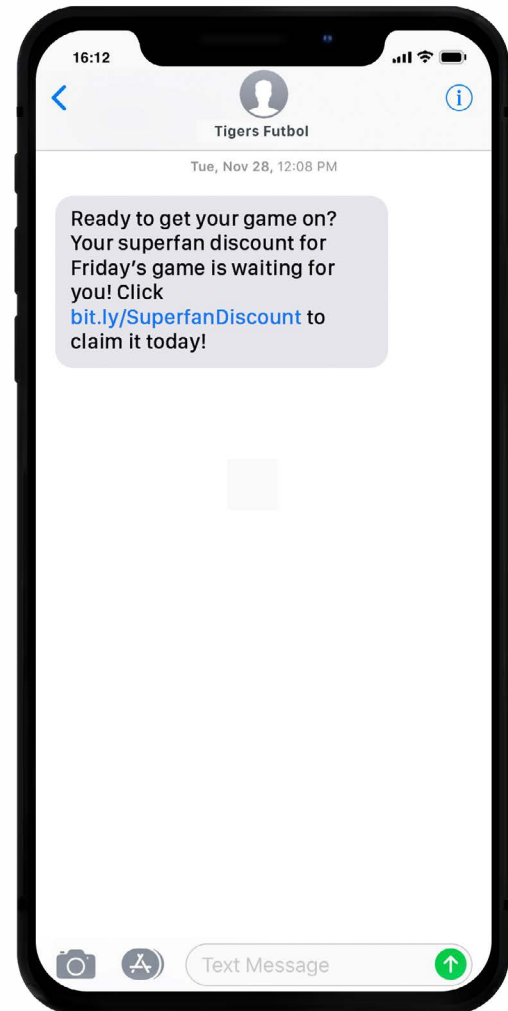 16:12
Tigers Futbol
Tue, Nov 28, 12:08 PM
Ready to get your game on?
Your superfan discount for
Friday's game is waiting for
you! Click
bit.ly/SuperfanDiscount to
claim it today!
Text Message